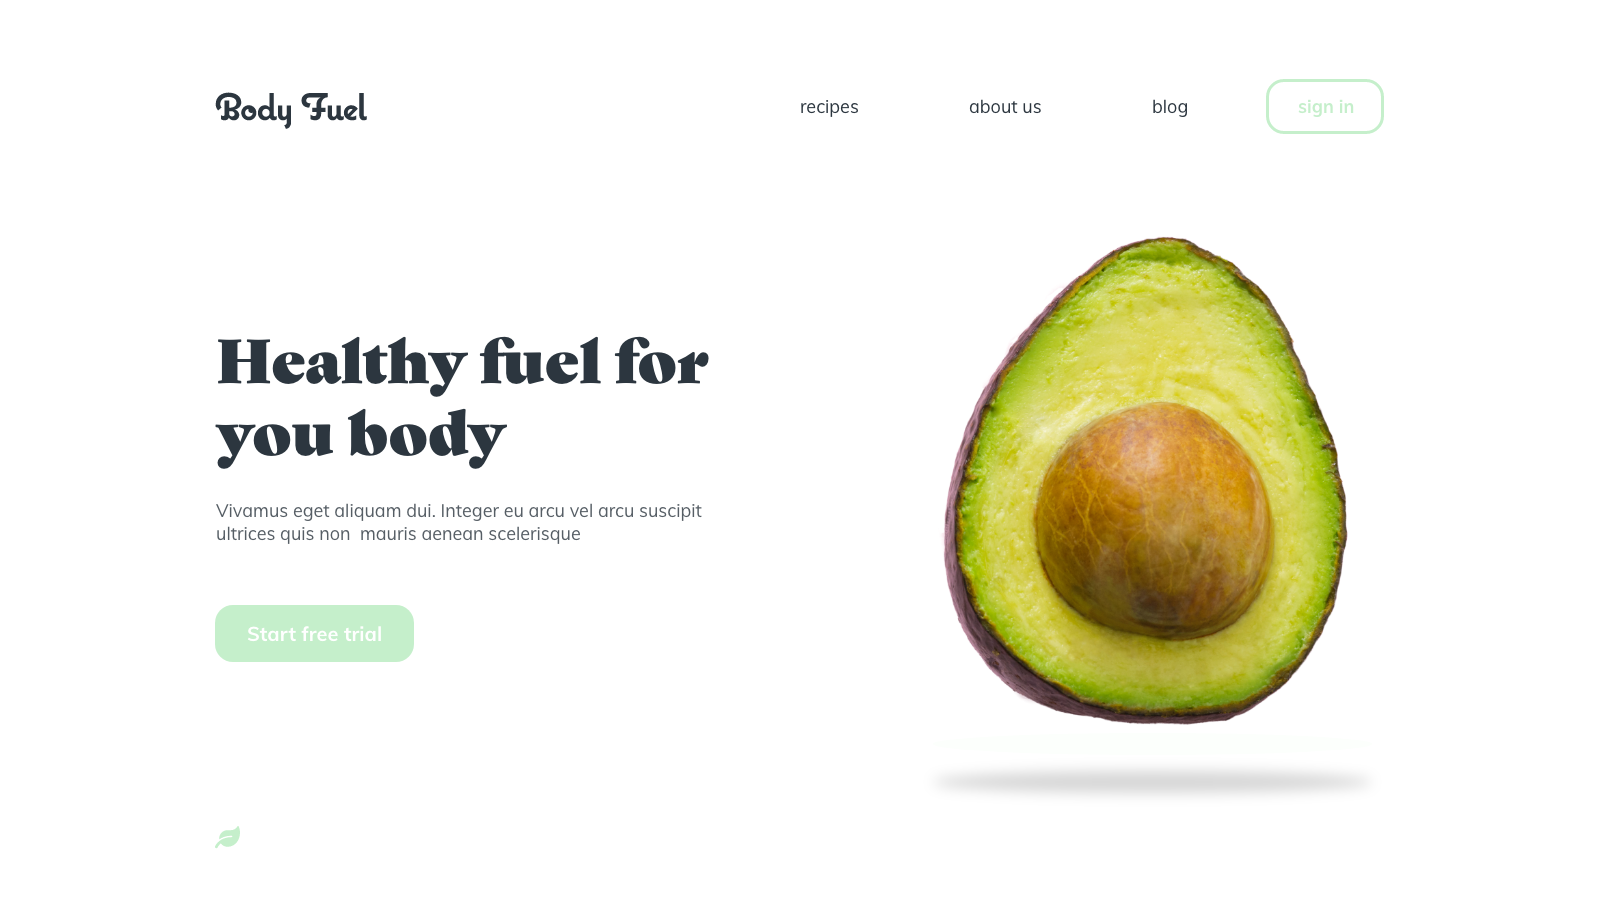 Body Fuel
recipes about us blog sign in
Healthy fuel for
you body
Vivamus eget aliquam dui. Integer eu arcu vel arcu suscipit
ultrices quis non  mauris aenean scelerisque
Start free trial